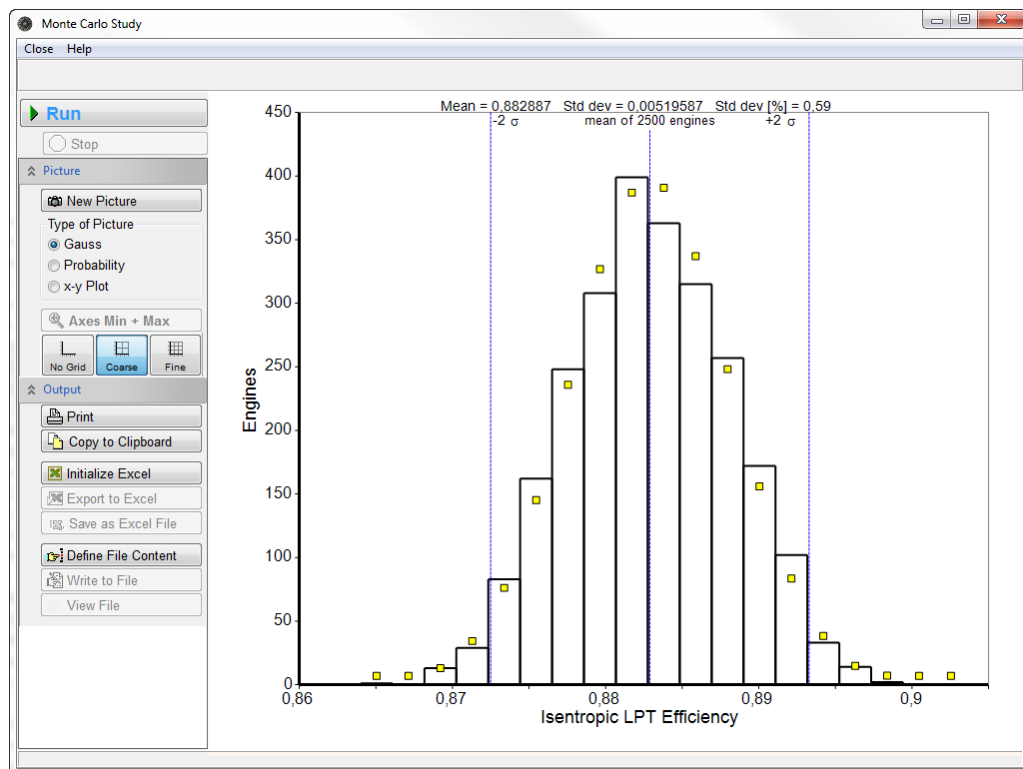 Monte Carlo Study
Close Help
Run
Stop
Picture
New Picture
Type of Picture
Gauss
Probability
x-y Plot
Axes Min + Max
No Grid Coarse Fine
Output
Print
Copy to Clipboard
Initialize Excel
Export to Excel
Save as Excel File
Define File Content
Write to File
View File
Mean = 0,882887 Std dev = 0,00519587 Std dev [%] = 0,59
-2 σ mean of 2500 engines +2 σ
450
400
350
300
250
200
150
100
50
0
Engines
0,86 0,87 0,88 0,89 0,9
Isentropic LPT Efficiency